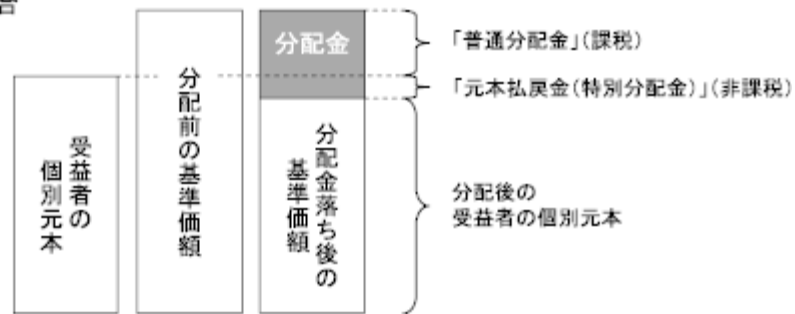 分配金
「普通分配金」(課税)
「元本払戻金(特別分配金)」(非課税)
受益者の
個別元本
分配前の基準価額
分配金落ち後の
基準価額
分配後の
受益者の個別元本